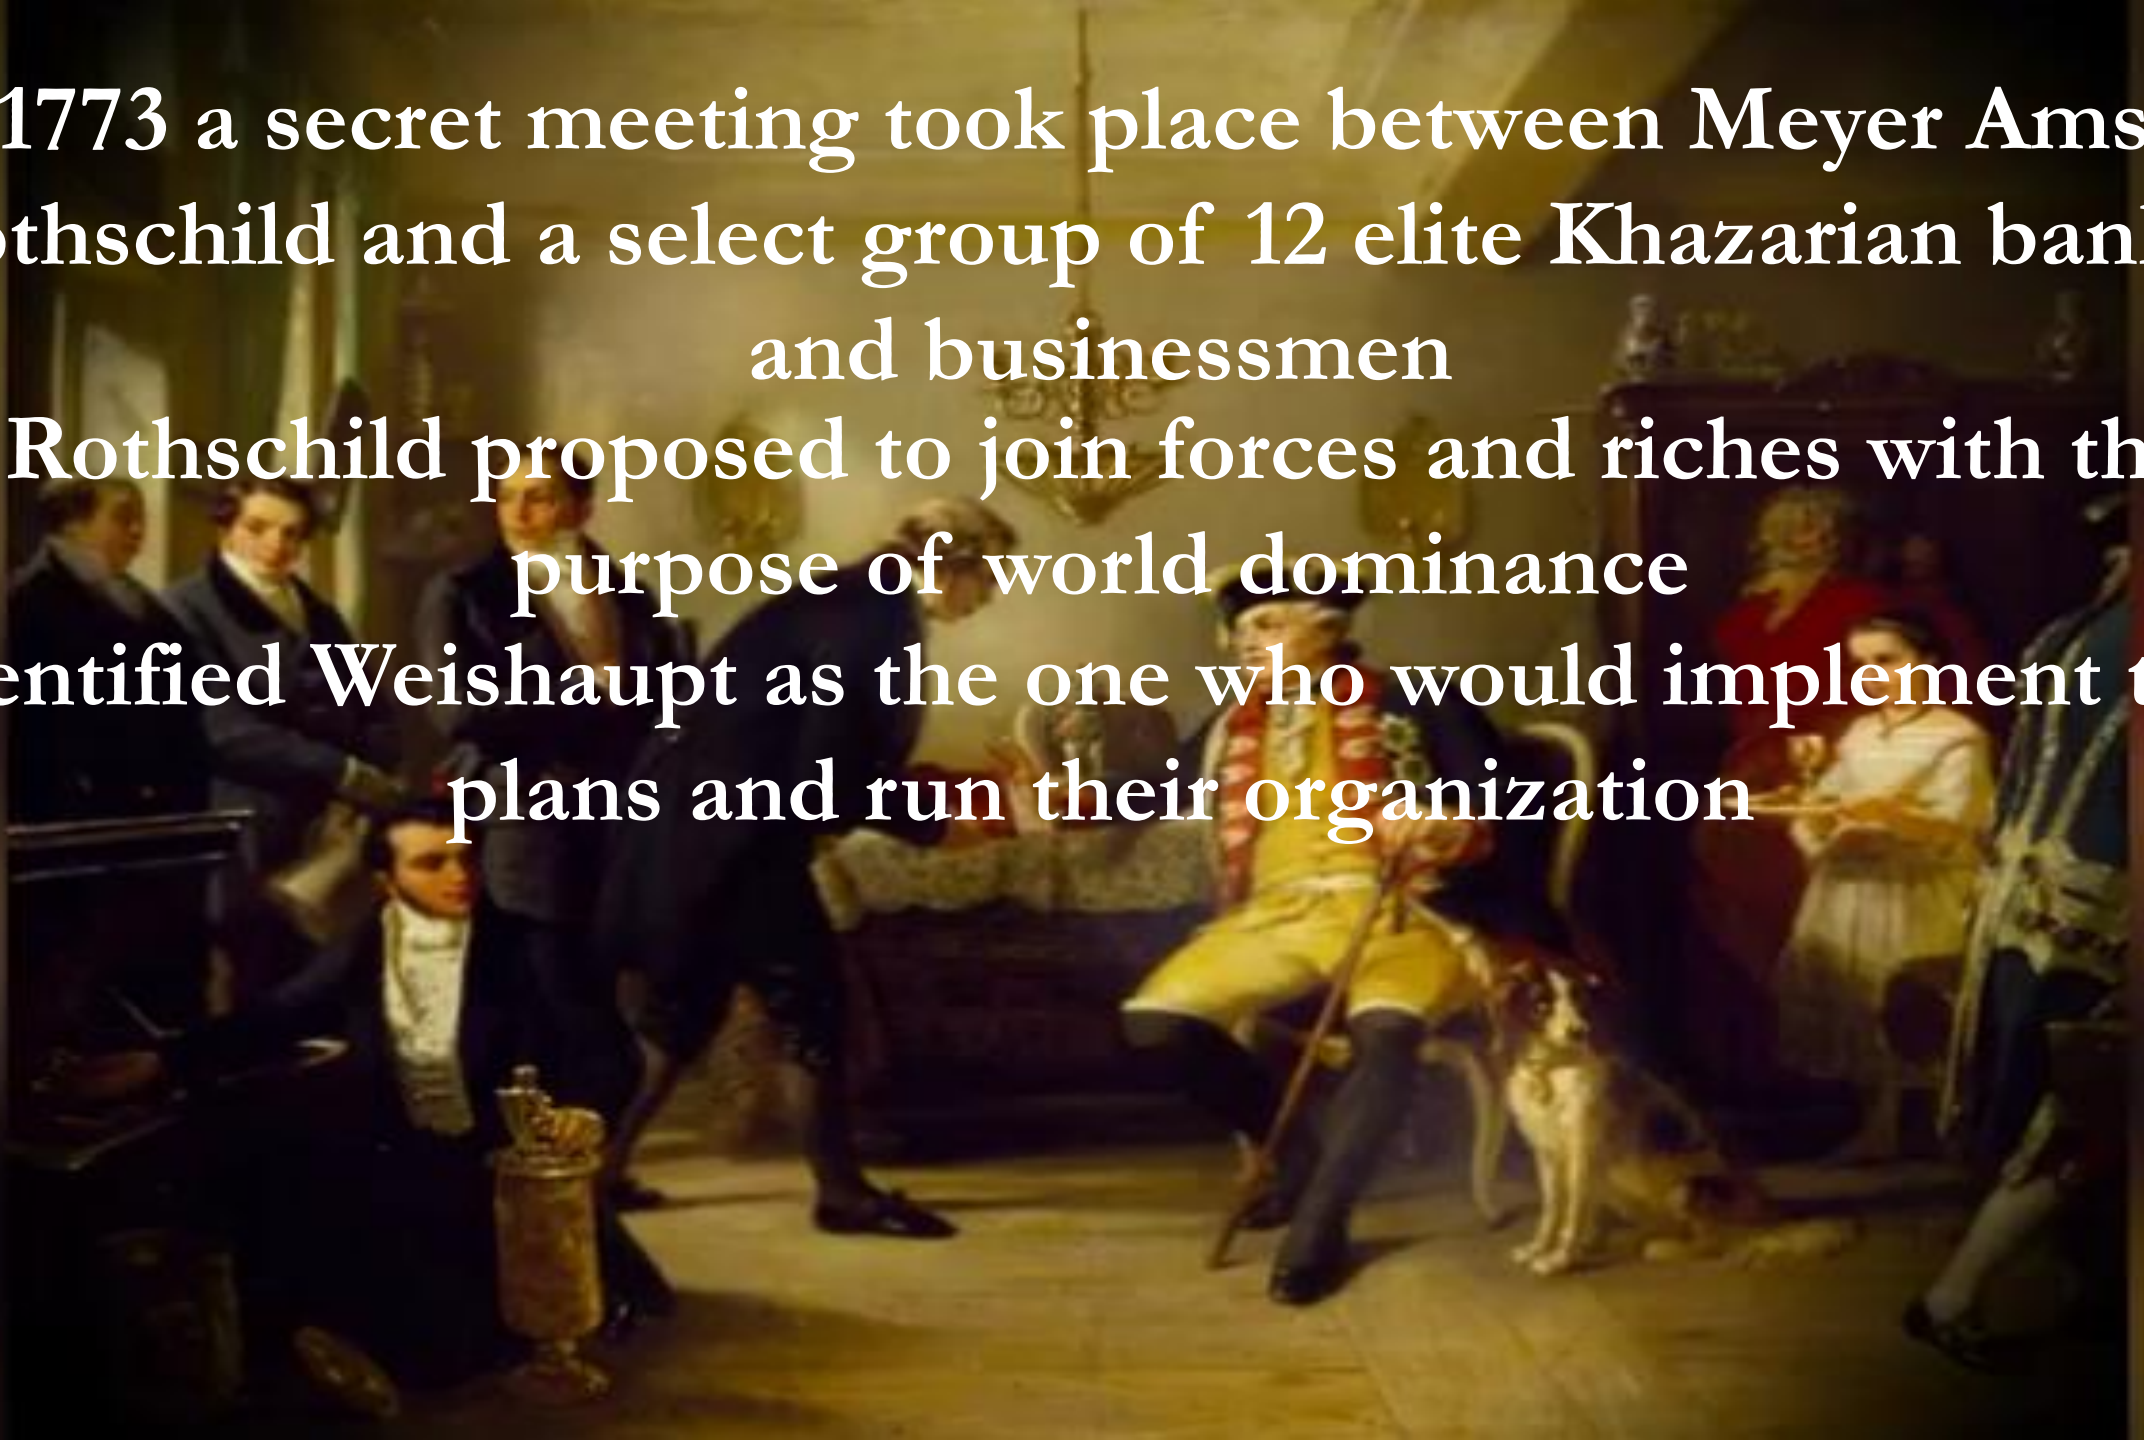 1773 a secret meeting took place between Meyer Ams
othschild and a select group of 12 elite Khazarian ban
and businessmen
Rothschild proposed to join forces and riches with th
purpose of world dominance
entified Weishaupt as the one who would implement t
plans and run their organization